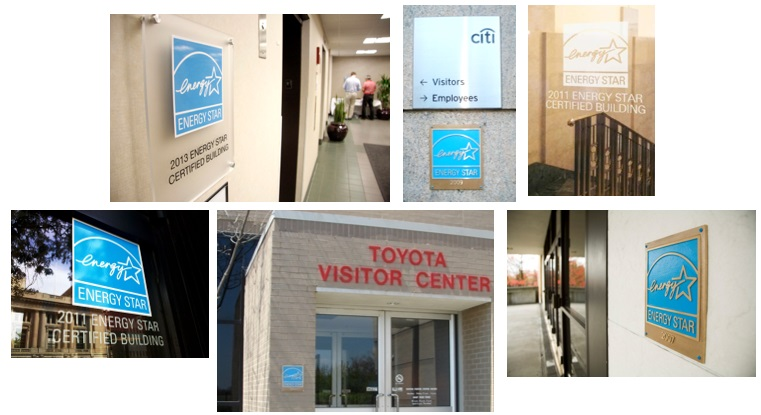 energy
ENERGY STAR
2013 ENERGY STAR
CERTIFIED BUILDING
citi
← Visitors
→ Employees
energy
ENERGY STAR
energy
ENERGY STAR
2011 ENERGY STAR
CERTIFIED BUILDING
energy
ENERGY STAR
2011 ENERGY STAR
CERTIFIED BUILDING
TOYOTA
VISITOR CENTER
energy
ENERGY STAR